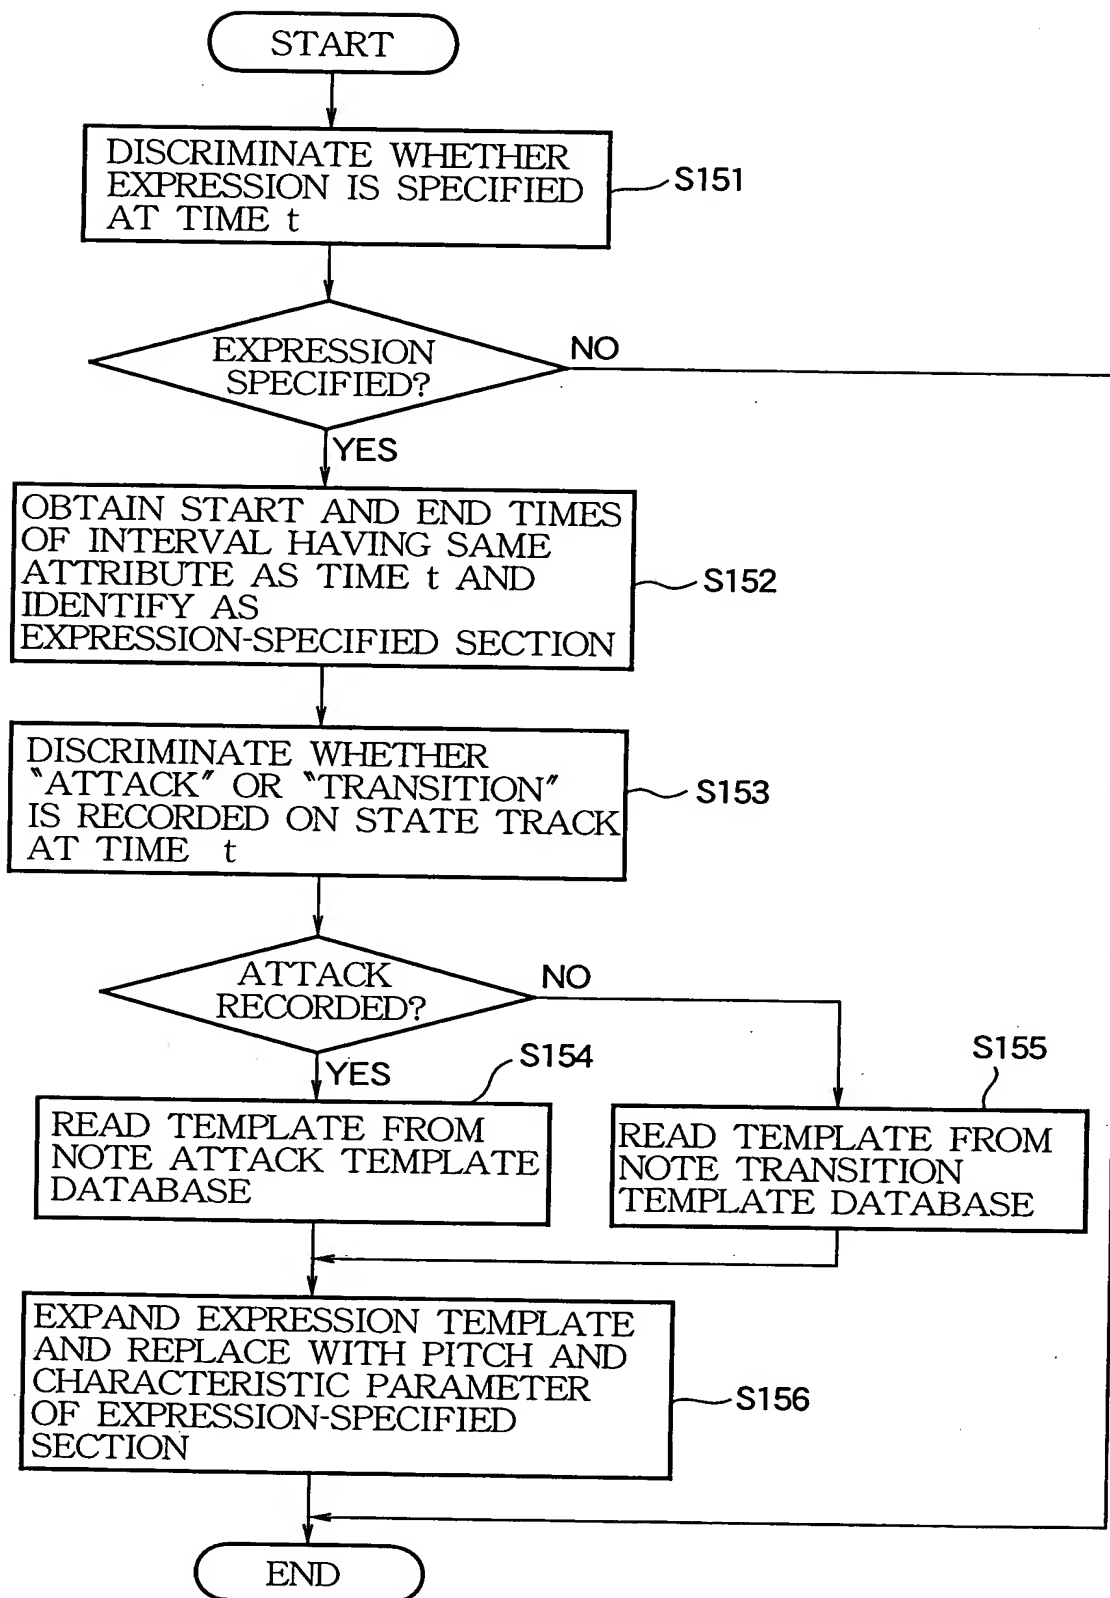 START
DISCRIMINATE WHETHER
EXPRESSION IS SPECIFIED
AT TIME t
S151
EXPRESSION
SPECIFIED?
NO
YES
OBTAIN START AND END TIMES
OF INTERVAL HAVING SAME
ATTRIBUTE AS TIME t AND
IDENTIFY AS
EXPRESSION-SPECIFIED SECTION
S152
DISCRIMINATE WHETHER
"ATTACK" OR "TRANSITION"
IS RECORDED ON STATE TRACK
AT TIME t
S153
ATTACK
RECORDED?
NO
YES
S154
READ TEMPLATE FROM
NOTE ATTACK TEMPLATE
DATABASE
S155
READ TEMPLATE FROM
NOTE TRANSITION
TEMPLATE DATABASE
EXPAND EXPRESSION TEMPLATE
AND REPLACE WITH PITCH AND
CHARACTERISTIC PARAMETER
OF EXPRESSION-SPECIFIED
SECTION
S156
END